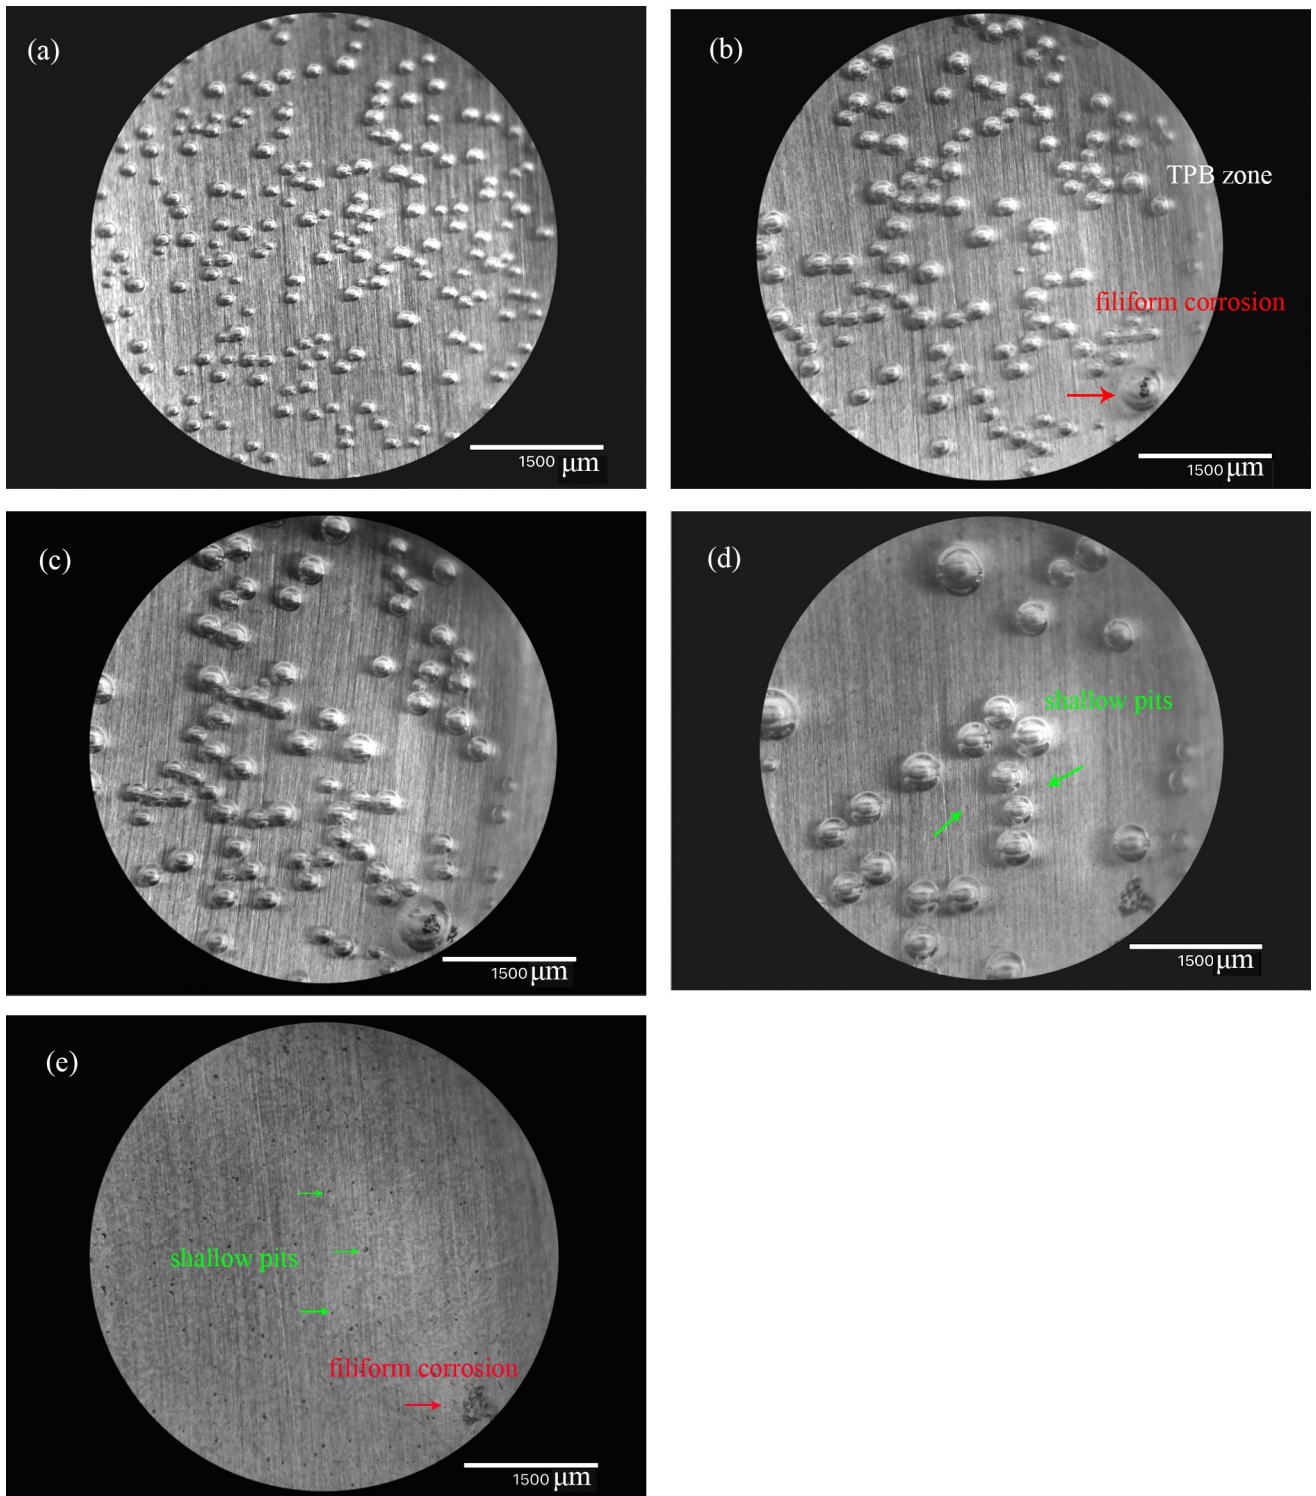 (a)
1500 μm
(b)
TPB zone
filiform corrosion
1500 μm
(c)
1500 μm
(d)
shallow pits
1500 μm
(e)
shallow pits
filiform corrosion
1500 μm